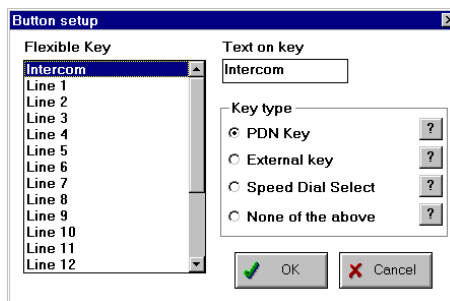 Button setup
Flexible Key
Intercom
Line 1
Line 2
Line 3
Line 4
Line 5
Line 6
Line 7
Line 8
Line 9
Line 10
Line 11
Line 12
Text on key
Intercom
Key type
PDN Key ?
External key ?
Speed Dial Select ?
None of the above ?
OK Cancel